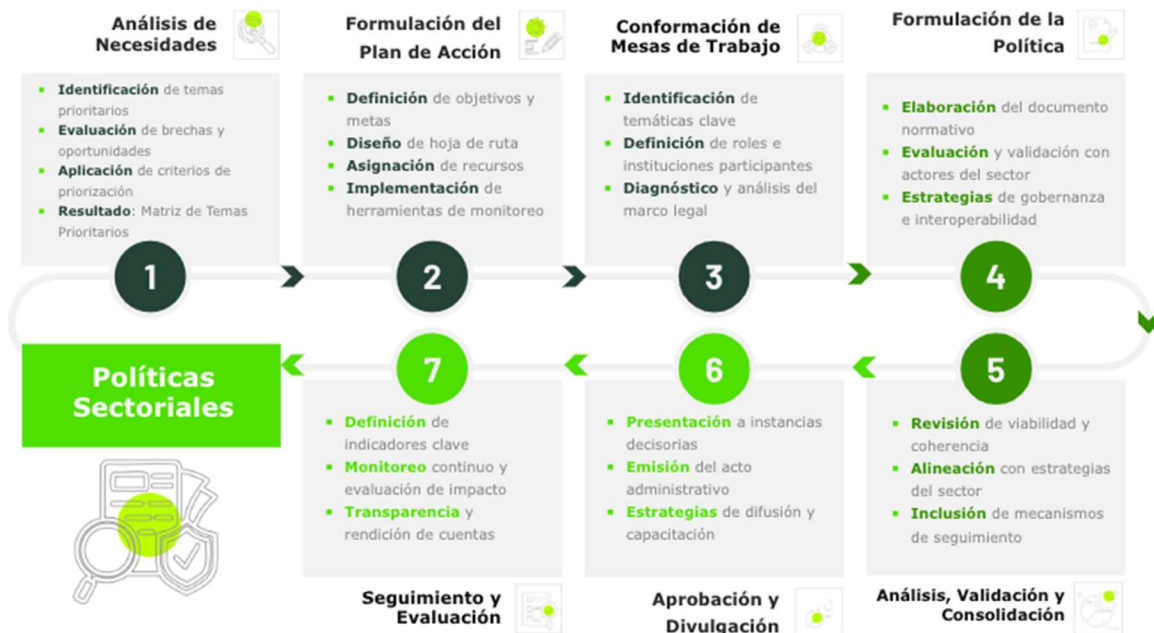 Análisis de
Necesidades
Identificación de temas
prioritarios
Evaluación de brechas y
oportunidades
Aplicación de criterios de
priorización
Resultado: Matriz de Temas
Prioritarios
1
Formulación del
Plan de Acción
Definición de objetivos y
metas
Diseño de hoja de ruta
Asignación de recursos
Implementación de
herramientas de monitoreo
2
Conformación de
Mesas de Trabajo
Identificación de
temáticas clave
Definición de roles e
instituciones participantes
Diagnóstico y análisis del
marco legal
3
Formulación de la
Política
Elaboración del documento
normativo
Evaluación y validación con
actores del sector
Estrategias de gobernanza
e interoperabilidad
4
5
Revisión de viabilidad y
coherencia
Alineación con estrategias
del sector
Inclusión de mecanismos
de seguimiento
Análisis, Validación y
Consolidación
6
Presentación a instancias
decisorias
Emisión del acto
administrativo
Estrategias de difusión y
capacitación
Aprobación y
Divulgación
7
Definición de
indicadores clave
Monitoreo continuo y
evaluación de impacto
Transparencia y
rendición de cuentas
Seguimiento y
Evaluación
Políticas
Sectoriales